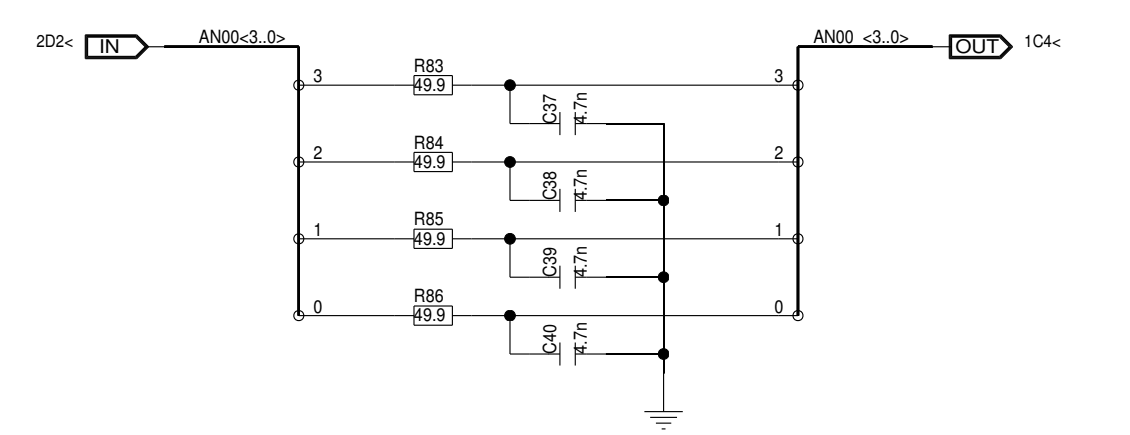 2D2<
IN
AN00<3..0>
AN00 <3..0>
OUT
1C4<
3
R83
49.9
C37
4.7n
3
2
R84
49.9
C38
4.7n
2
1
R85
49.9
C39
4.7n
1
0
R86
49.9
C40
4.7n
0